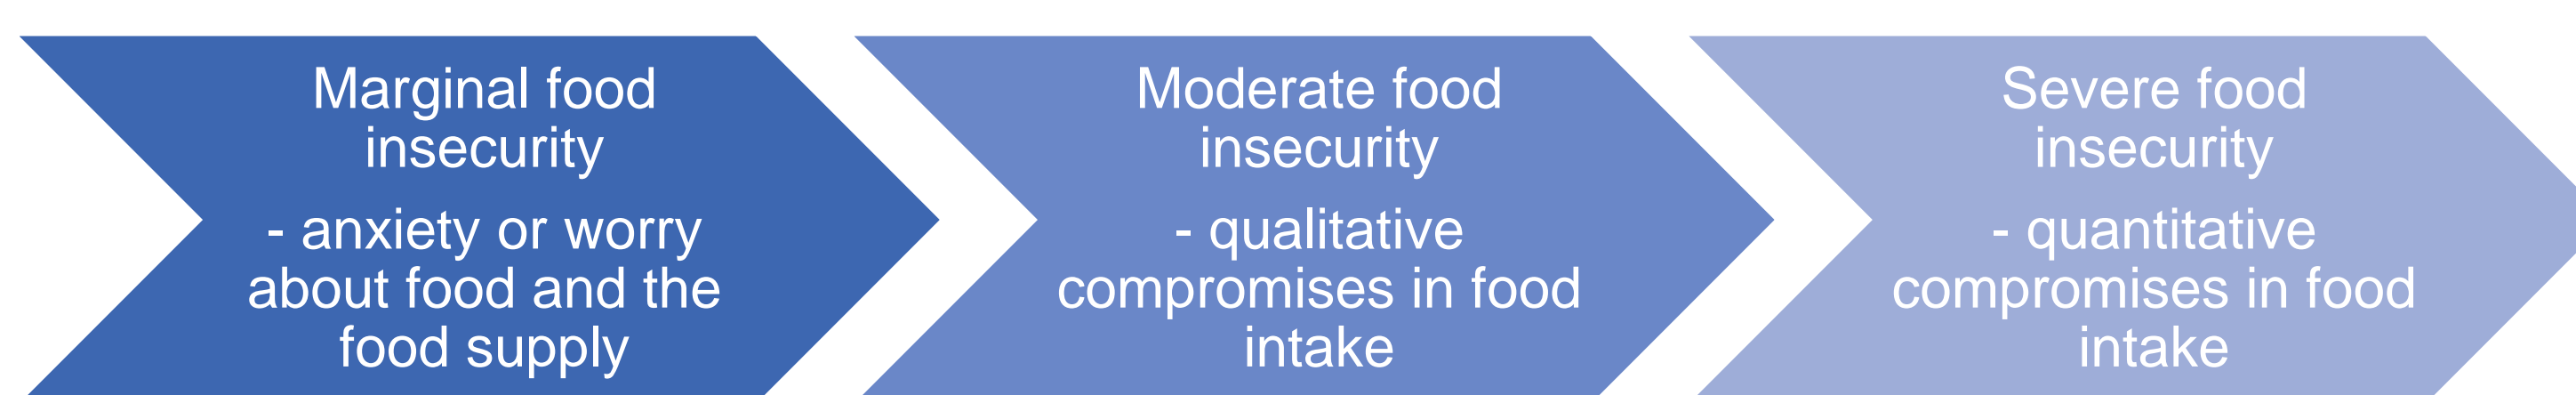 Marginal food
insecurity
- anxiety or worry
about food and the
food supply
Moderate food
insecurity
- qualitative
compromises in food
intake
Severe food
insecurity
- quantitative
compromises in food
intake